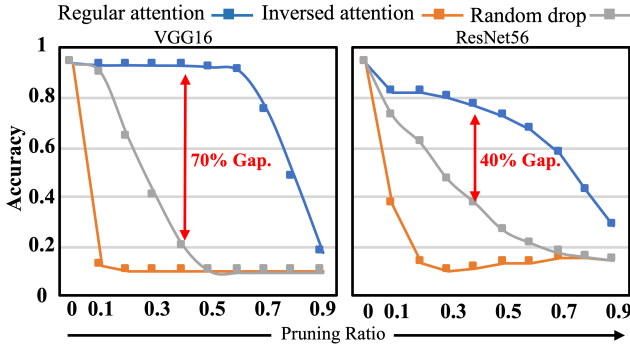 Regular attention Inversed attention Random drop
VGG16 ResNet56
Accuracy
1
0.8
0.6
0.4
0.2
0
70% Gap.
40% Gap.
0 0.1 0.3 0.5 0.7 0.9 0 0.1 0.3 0.5 0.7 0.9
Pruning Ratio